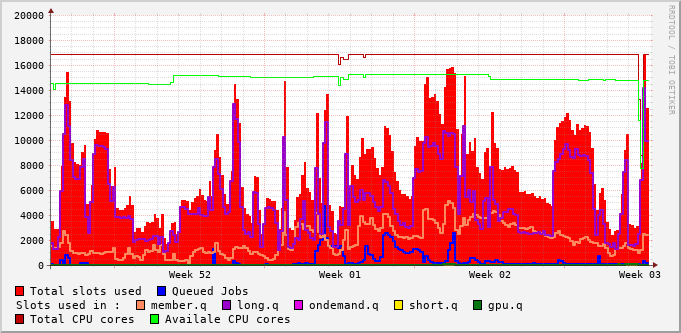 20000
18000
16000
14000
12000
10000
8000
6000
4000
2000
0
Week 52 Week 01 Week 02 Week 03
RRDTOOL / TOBI OETIKER
Total slots used Queued Jobs
Slots used in : member.q long.q ondemand.q short.q gpu.q
Total CPU cores Availale CPU cores